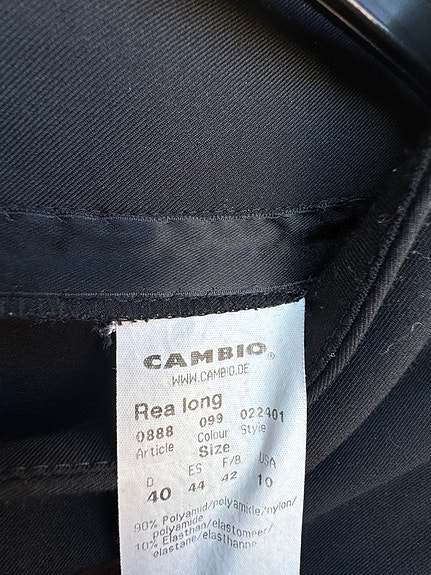 CAMBIO®
WWW.CAMBIO.DE
Rea long
0888 099 022401
Article Colour Style
Size
D ES F/B USA
40 44 42 10
90% Polyamid/polyamide/nylon/
polyamide
10% Elasthan/elastomeer/
elastane/elasthanne